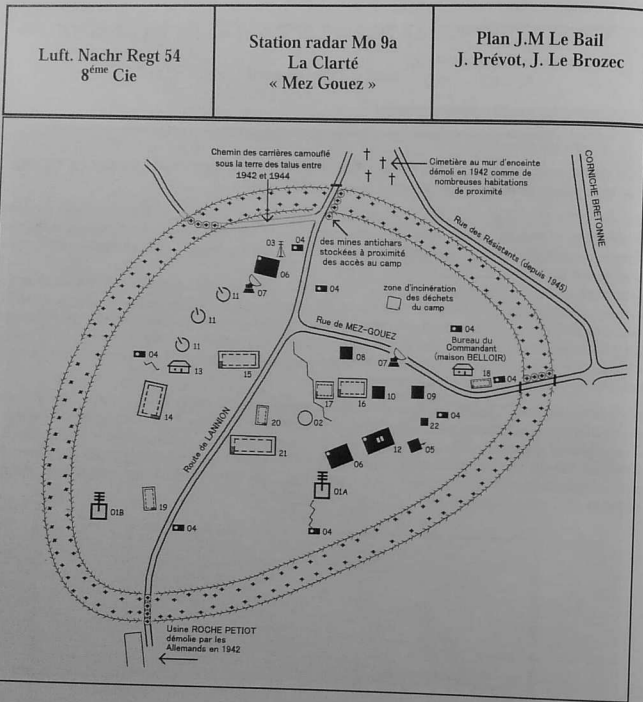 Luft. Nachr Regt 54
8éme Cie
Station radar Mo 9a
La Clarté
« Mez Gouez »
Plan J.M Le Bail
J. Prévot, J. Le Brozec
Chemin des carrières camouflé
sous la terre des talus entre
1942 et 1944
Cimetière au mur d'enceinte
démoli en 1942 comme de
nombreuses habitations
de proximité
CORNICHE BRETONNE
Rue des Résistants (depuis 1945)
des mines antichars
stockées à proximité
des accès au camp
03
04
06
07
11
04
zone d'incinération
des déchets
du camp
11
Rue de MEZ-GOUEZ
04
Bureau du
Commandant
(maison BELLOIR)
11
04
13
15
08
07
18
04
14
17
16
10
09
20
02
04
22
Route de LANNION
21
06
12
05
01A
01B
19
04
04
Usine ROCHE PETIOT
démolie par les
Allemands en 1942